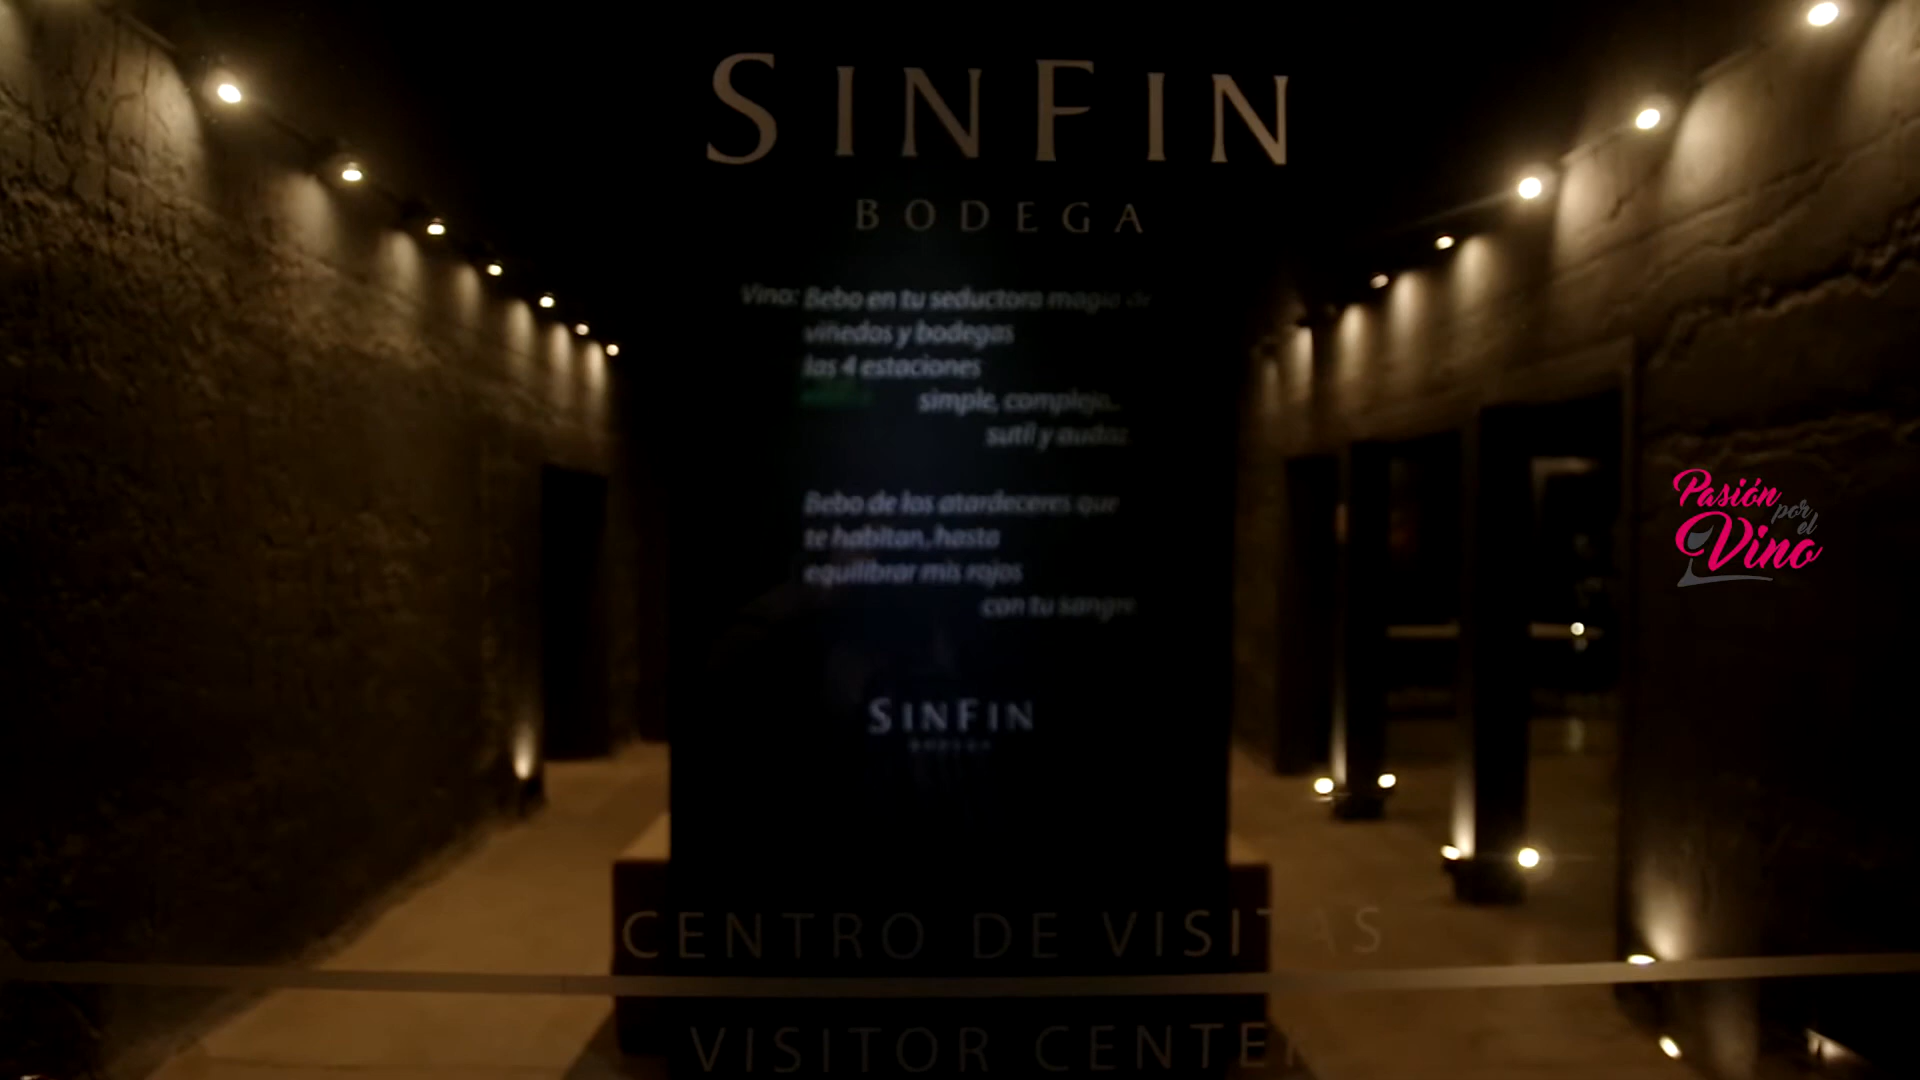 SINFIN
BODEGA
Vino: Bebo en tu seductora magia de
vinedos y bodegas
las 4 estaciones
simple, complejo...
sutil y audaz
Bebo de los atardeceres que
te habitan, hasta
equilibrar mis rojos
con tu sangre
SINFIN
BODEGA
CENTRO DE VISITAS
VISITOR CENTER
Pasión
por
el
Vino